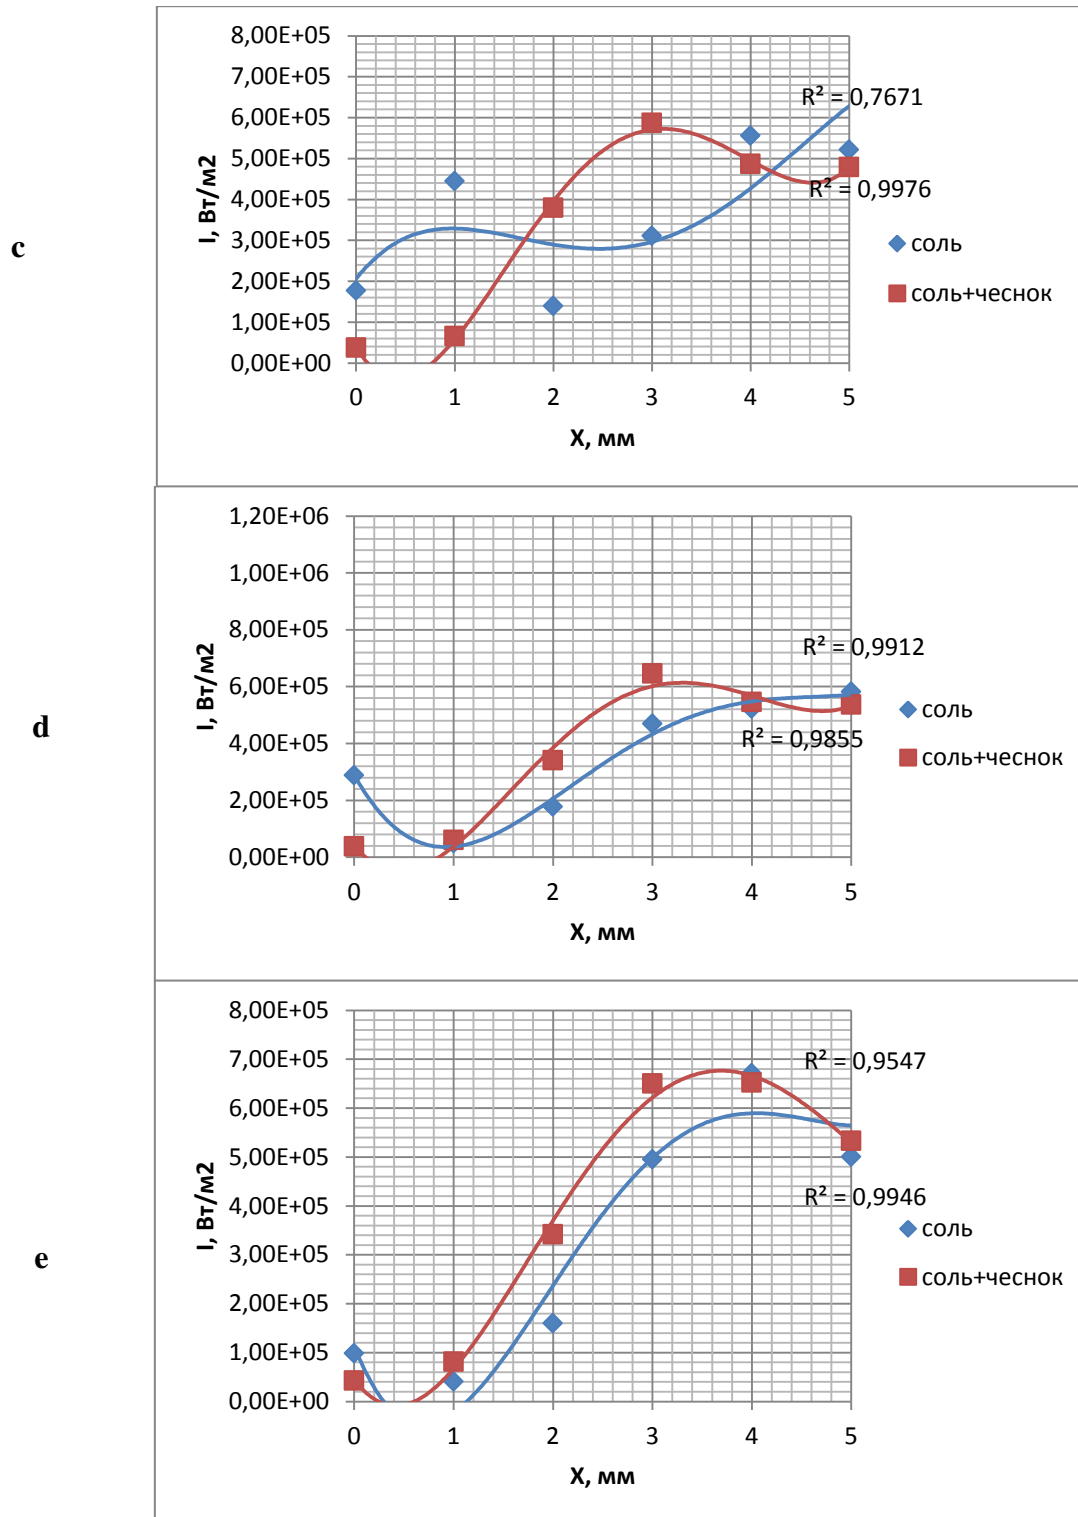 c
8,00E+05
7,00E+05
6,00E+05
5,00E+05
4,00E+05
3,00E+05
2,00E+05
1,00E+05
0,00E+00
I, Вт/м2
R² = 0,7671
R² = 0,9976
соль
соль+чеснок
0 1 2 3 4 5
X, мм
d
1,20E+06
1,00E+06
8,00E+05
6,00E+05
4,00E+05
2,00E+05
0,00E+00
I, Вт/м2
R² = 0,9912
R² = 0,9855
соль
соль+чеснок
0 1 2 3 4 5
X, мм
e
8,00E+05
7,00E+05
6,00E+05
5,00E+05
4,00E+05
3,00E+05
2,00E+05
1,00E+05
0,00E+00
I, Вт/м2
R² = 0,9547
R² = 0,9946
соль
соль+чеснок
0 1 2 3 4 5
X, мм